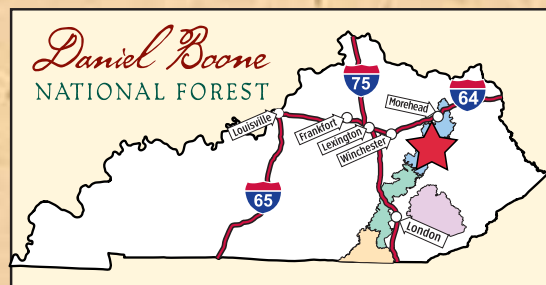 Daniel Boone
NATIONAL FOREST
75
64
Morehead
Louisville
Frankfort
Lexington
Winchester
65
London